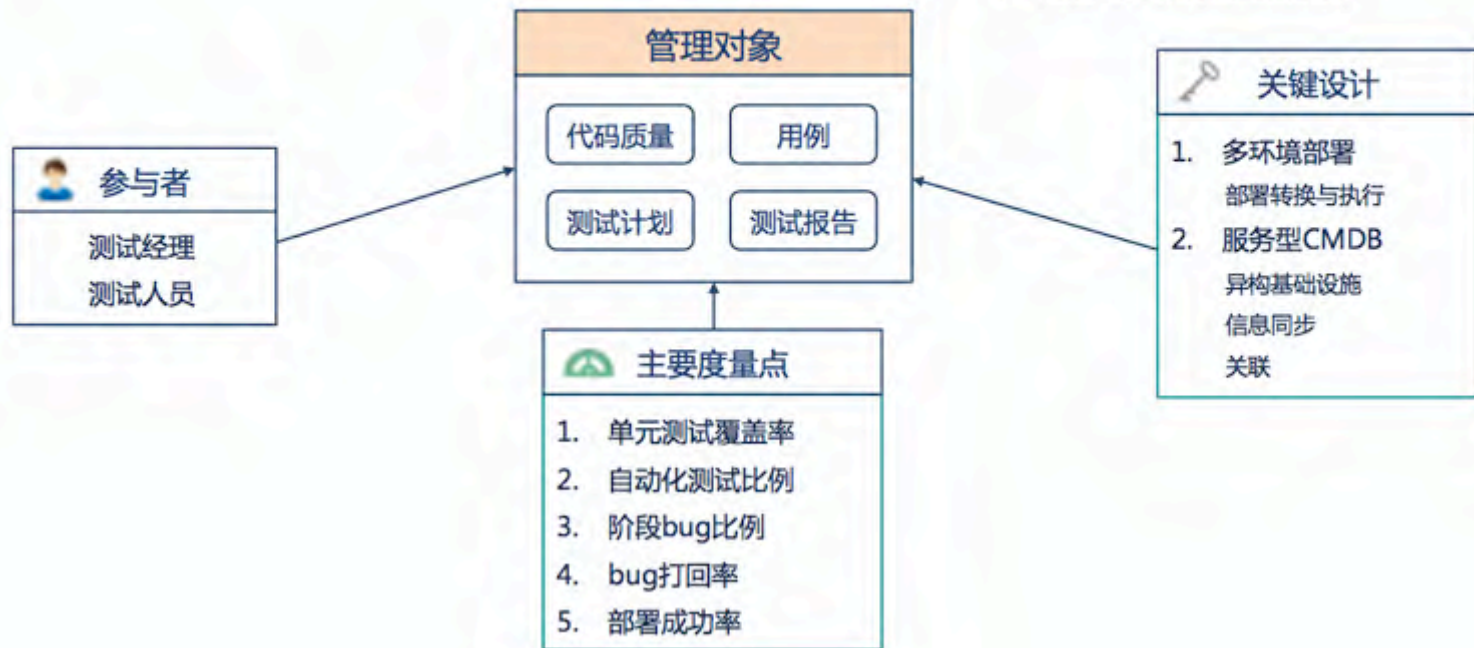 管理对象
代码质量
用例
测试计划
测试报告
参与者
测试经理
测试人员
主要度量点
1. 单元测试覆盖率
2. 自动化测试比例
3. 阶段bug比例
4. bug打回率
5. 部署成功率
关键设计
1. 多环境部署
部署转换与执行
2. 服务型CMDB
异构基础设施
信息同步
关联